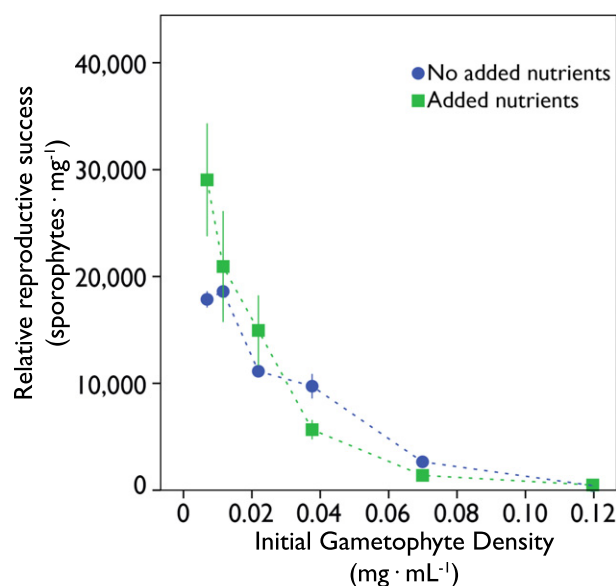 40,000
30,000
20,000
10,000
0
Relative reproductive success
(sporophytes · mg⁻¹)
No added nutrients
Added nutrients
0 0.02 0.04 0.06 0.08 0.10 0.12
Initial Gametophyte Density
(mg · mL⁻¹)